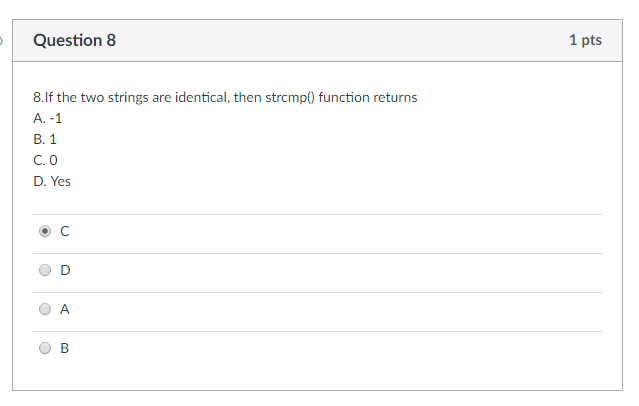 Question 8
1 pts
8.If the two strings are identical, then strcmp() function returns
A. -1
B. 1
C. 0
D. Yes
C
D
A
B